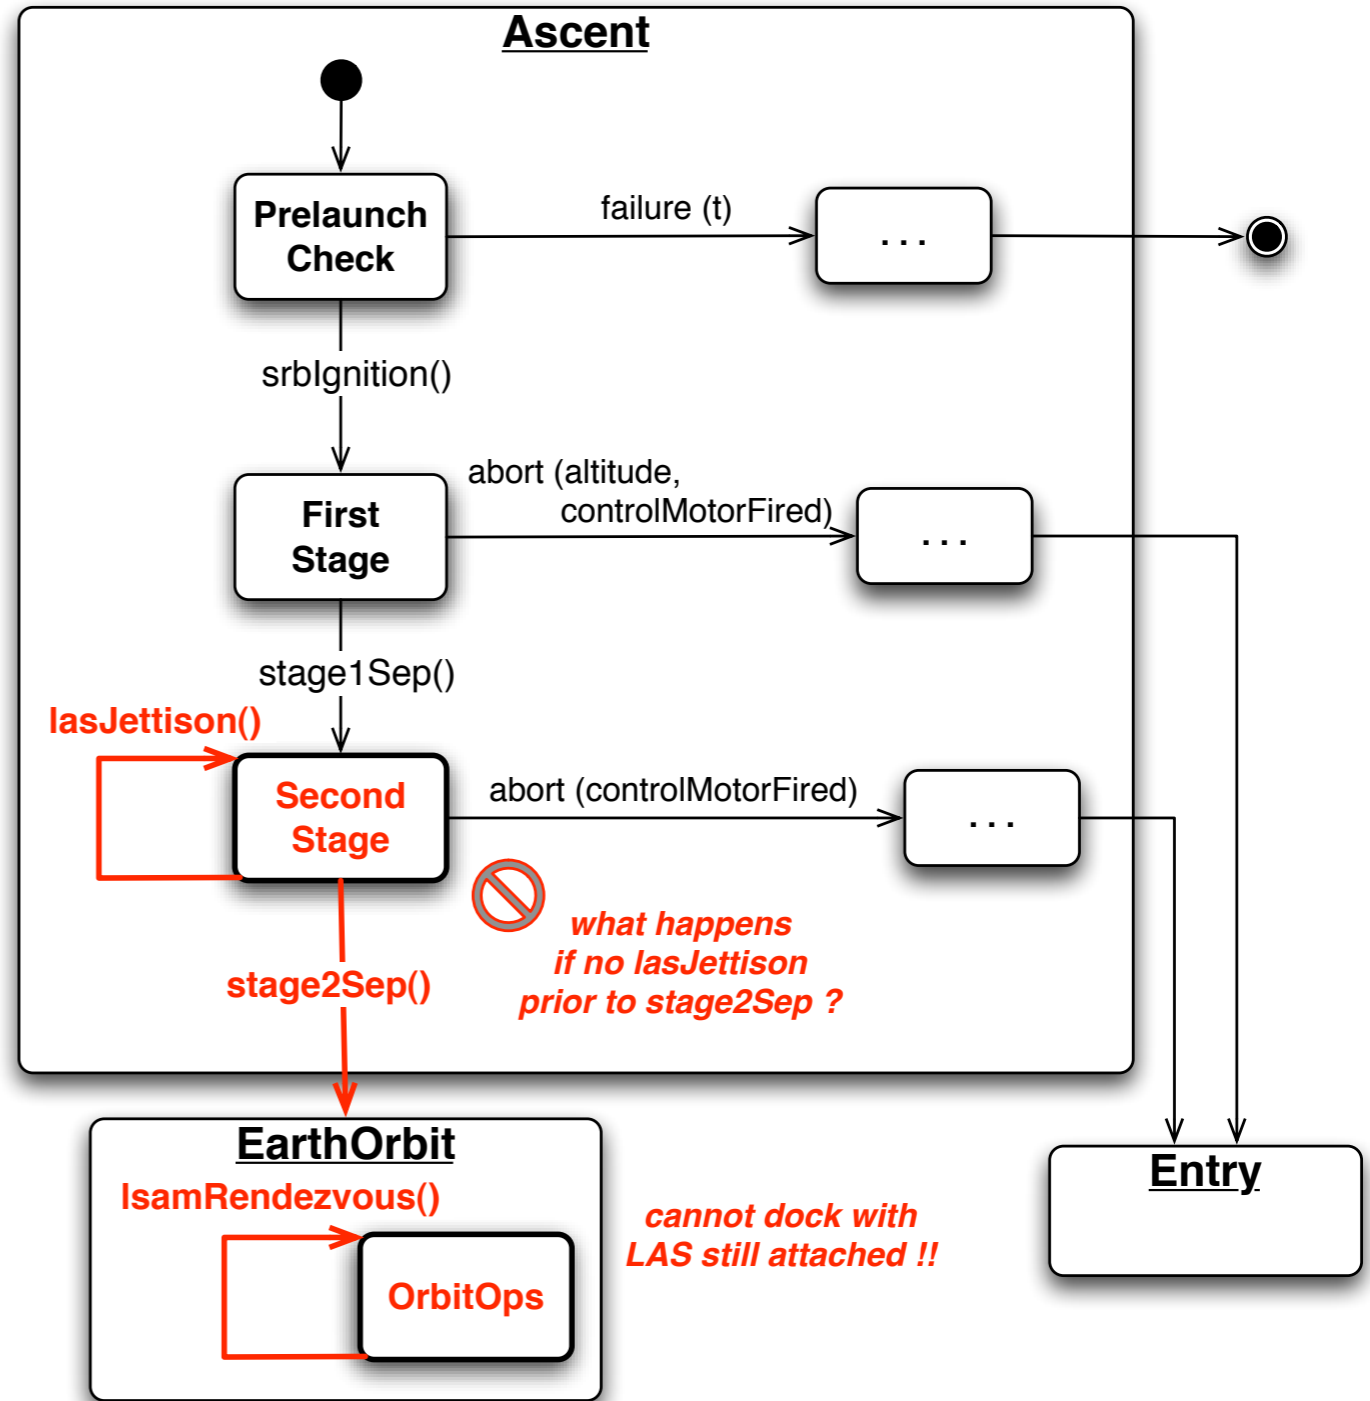 Ascent
Prelaunch
Check
failure (t)
. . .
srbIgnition()
First
Stage
abort (altitude,
controlMotorFired)
. . .
stage1Sep()
lasJettison()
Second
Stage
abort (controlMotorFired)
. . .
what happens
if no lasJettison
prior to stage2Sep ?
stage2Sep()
EarthOrbit
lsamRendezvous()
OrbitOps
cannot dock with
LAS still attached !!
Entry